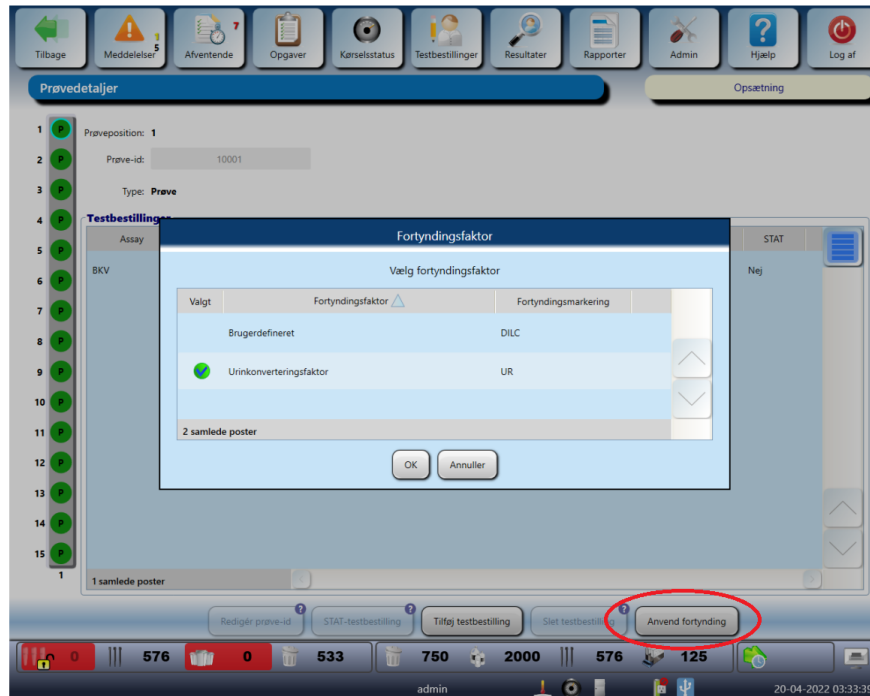 1
5
7
Tilbage Meddelelser Afventende Opgaver Kørselsstatus Testbestillinger Resultater Rapporter Admin Hjælp Log af
Prøvedetaljer Opsætning
1 P Prøveposition: 1
2 P Prøve-id: 10001
3 P Type: Prøve
4 P Testbestillinger
Assay STAT
5 P
BKV Nej
6 P
7 P
8 P
9 P
10 P
11 P
12 P
13 P
14 P
15 P
1
Fortyndingsfaktor
Vælg fortyndingsfaktor
Valgt Fortyndingsfaktor Fortyndingsmarkering
Brugerdefineret DILC
Urinkonverteringsfaktor UR
2 samlede poster
OK Annuller
1 samlede poster
Redigér prøve-id ? STAT-testbestilling ? Tilføj testbestilling Slet testbestilling ? Anvend fortynding
0 576 0 533 750 2000 576 125
admin 20-04-2022 03:33:39